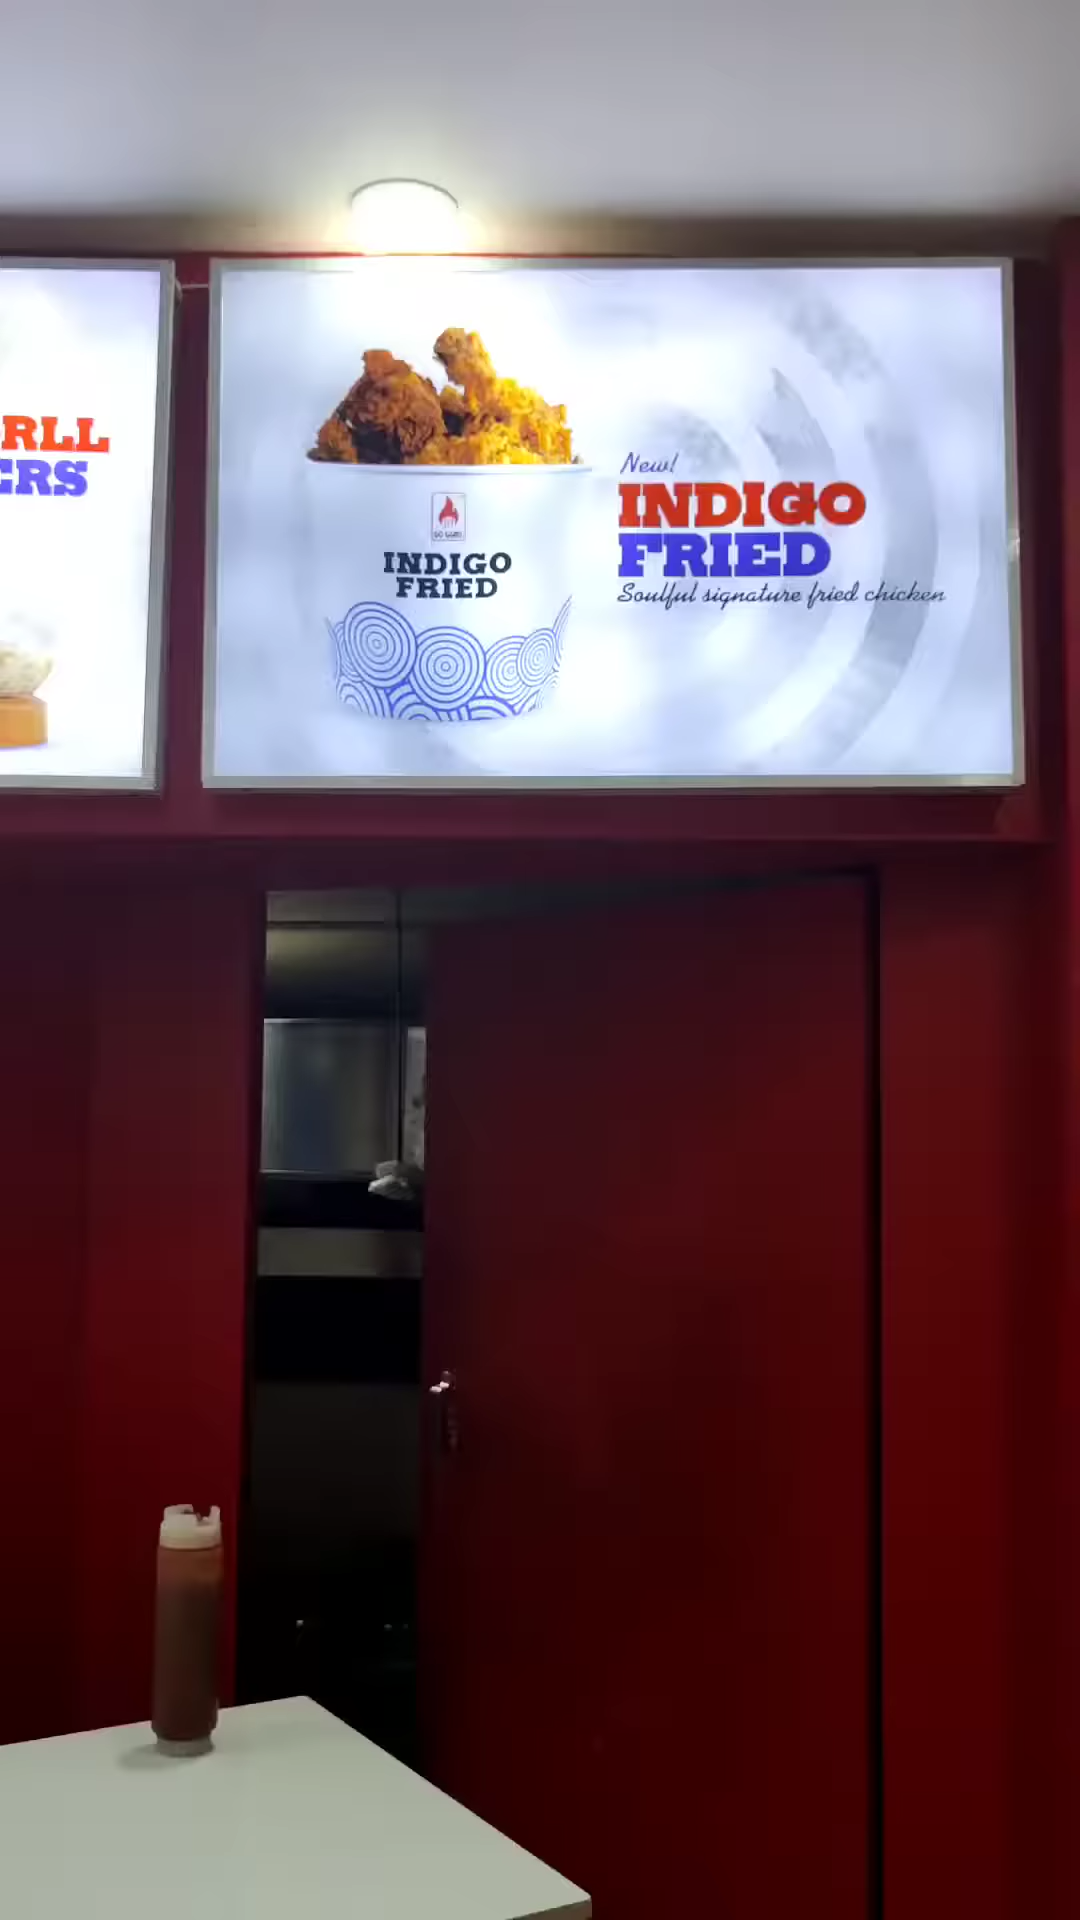 RLL
ERS
INDIGO
FRIED
New!
INDIGO
FRIED
Soulful signature fried chicken